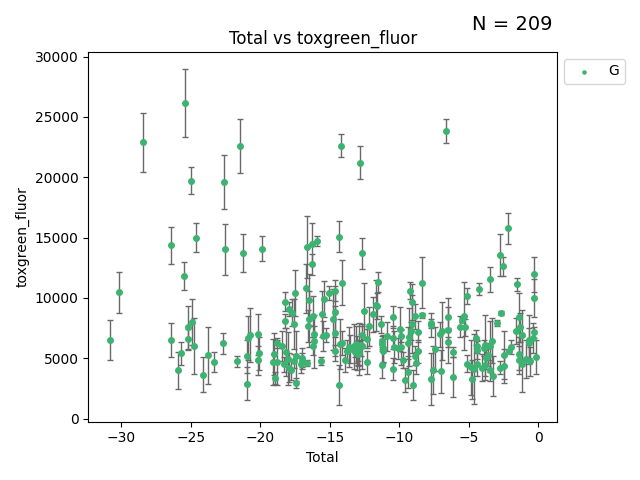 N = 209
Total vs toxgreen_fluor
G
30000
25000
20000
15000
10000
5000
0
toxgreen_fluor
−30 −25 −20 −15 −10 −5 0
Total